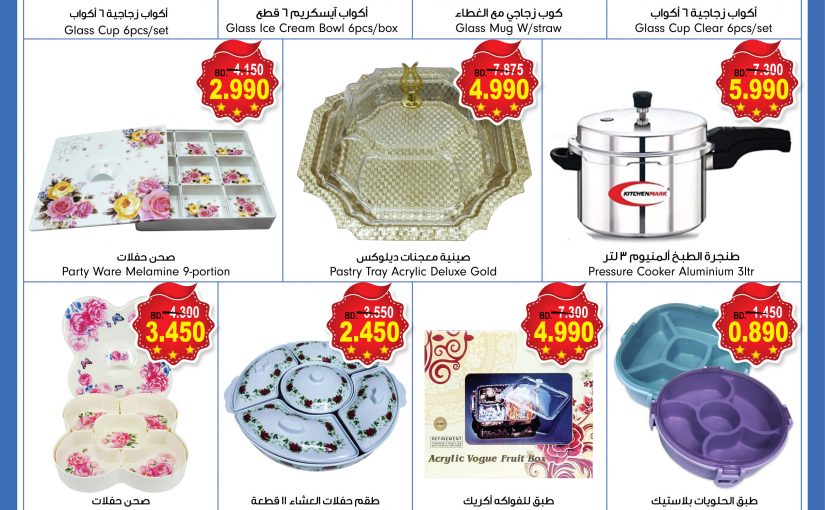 أكواب زجاجية ٦ أكواب
Glass Cup 6pcs/set
أكواب آيسكريم ٦ قطع
Glass Ice Cream Bowl 6pcs/box
كوب زجاجي مع الغطاء
Glass Mug W/straw
أكواب زجاجية ٦ أكواب
Glass Cup Clear 6pcs/set
BD. 4.150
2.990
صحن حفلات
Party Ware Melamine 9-portion
BD. 7.875
4.990
صينية معجنات ديلوكس
Pastry Tray Acrylic Deluxe Gold
BD. 7.300
5.990
KITCHENMARK
طنجرة الطبخ ألمنيوم ٣ لتر
Pressure Cooker Aluminium 3ltr
BD. 4.300
3.450
صحن حفلات
BD. 3.550
2.450
طقم حفلات العشاء ١١ قطعة
BD. 7.300
4.990
REFINEMENT
Acrylic Vogue Fruit Box
طبق للفواكه أكريك
BD. 1.450
0.890
طبق الحلويات بلاستيك